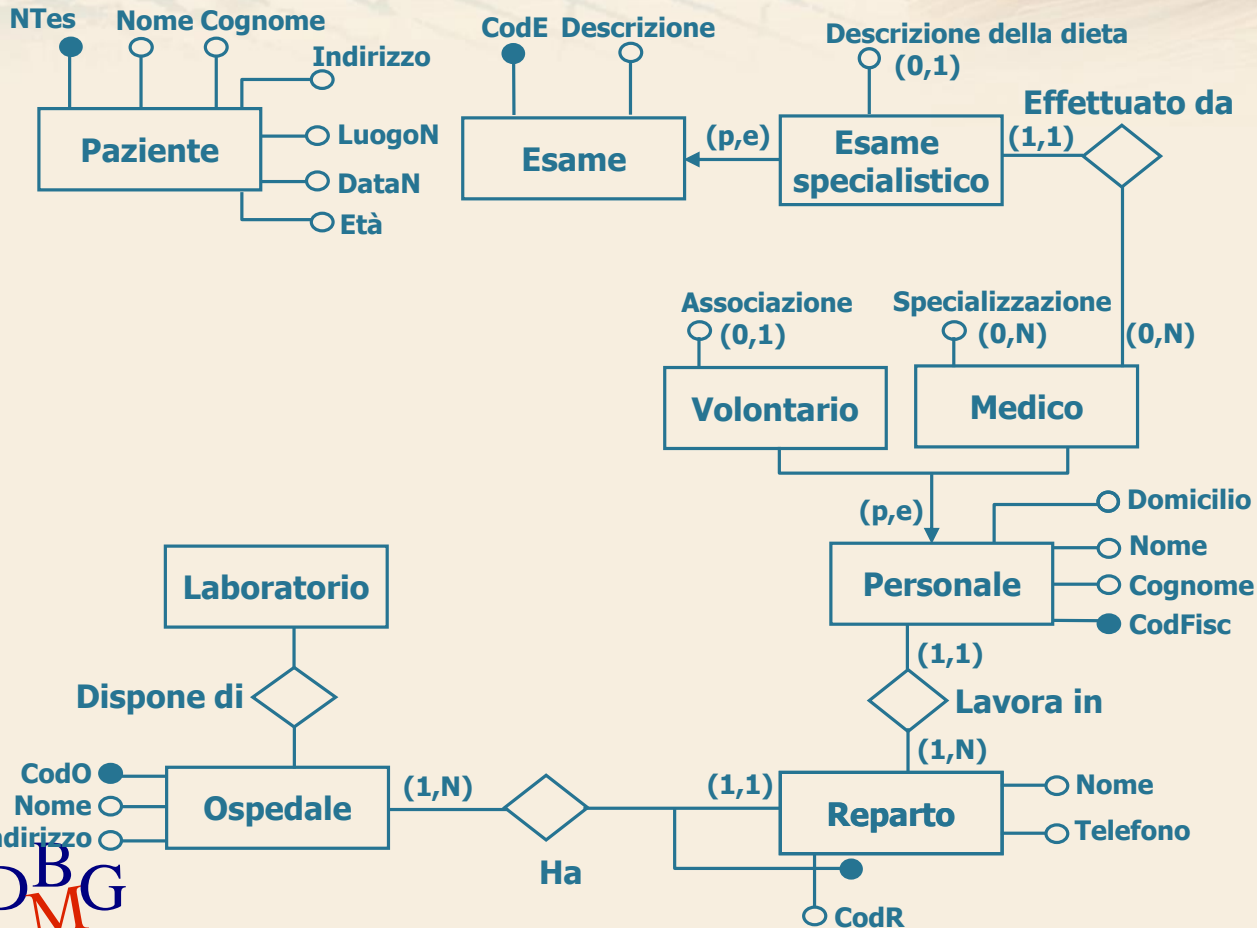 NTes
Nome Cognome
Indirizzo
Paziente
LuogoN
DataN
Età
CodE Descrizione
Esame
(p,e)
Descrizione della dieta
(0,1)
Esame
specialistico
(1,1)
Effettuato da
(0,N)
Associazione
(0,1)
Volontario
Specializzazione
(0,N)
Medico
(p,e)
Personale
Domicilio
Nome
Cognome
CodFisc
(1,1)
Lavora in
(1,N)
Laboratorio
Dispone di
CodO
Nome
ndirizzo
Ospedale
(1,N)
Ha
(1,1)
Reparto
Nome
Telefono
CodR
DBMG